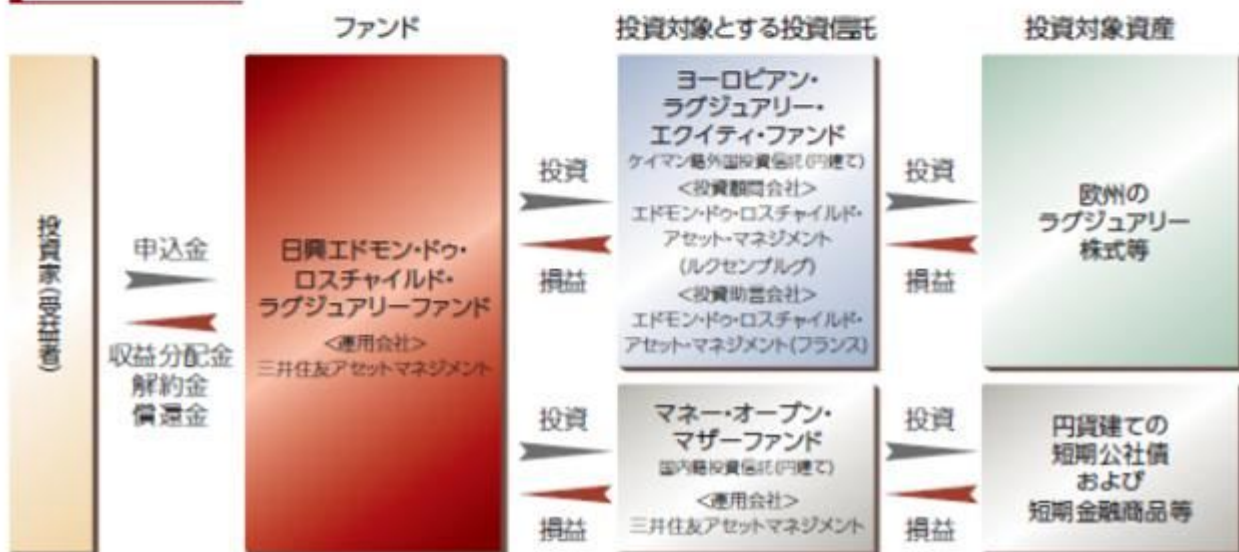 ファンド
投資対象とする投資信託
投資対象資産
投資家(受益者)
申込金
収益分配金
解約金
償還金
日興エドモン・ドゥ・
ロスチャイルド・
ラグジュアリーファンド
<運用会社>
三井住友アセットマネジメント
投資
損益
ヨーロピアン・
ラグジュアリー・
エクイティ・ファンド
ケイマン籍外国投資信託(円建て)
<投資顧問会社>
エドモン・ドゥ・ロスチャイルド・
アセット・マネジメント
(ルクセンブルグ)
<投資助言会社>
エドモン・ドゥ・ロスチャイルド・
アセット・マネジメント(フランス)
投資
損益
欧州の
ラグジュアリー
株式等
投資
損益
マネー・オープン・
マザーファンド
国内籍投資信託(円建て)
<運用会社>
三井住友アセットマネジメント
投資
損益
円貨建ての
短期公社債
および
短期金融商品等